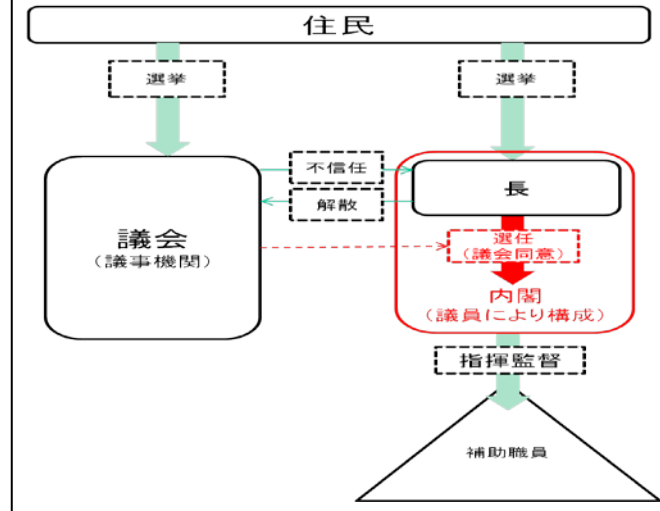 住民
選挙
選挙
不信任
解散
長
議会
（議事機関）
選任
（議会同意）
内閣
（議員により構成）
指揮監督
補助職員